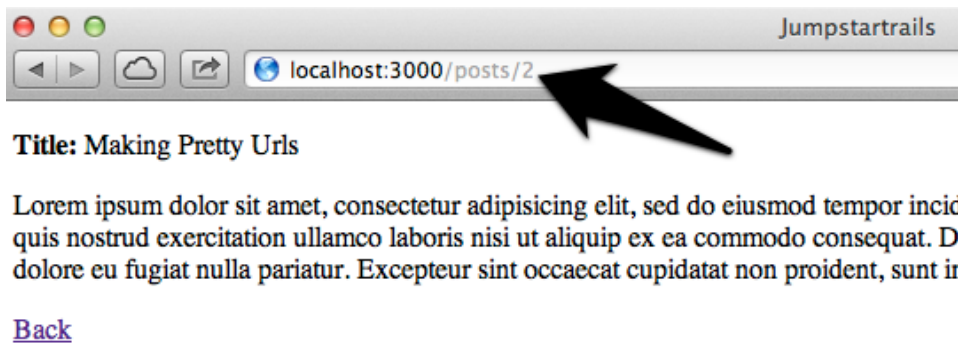 Jumpstartrails
localhost:3000/posts/2
Title: Making Pretty Urls
Lorem ipsum dolor sit amet, consectetur adipisicing elit, sed do eiusmod tempor incid
quis nostrud exercitation ullamco laboris nisi ut aliquip ex ea commodo consequat. D
dolore eu fugiat nulla pariatur. Excepteur sint occaecat cupidatat non proident, sunt in
Back